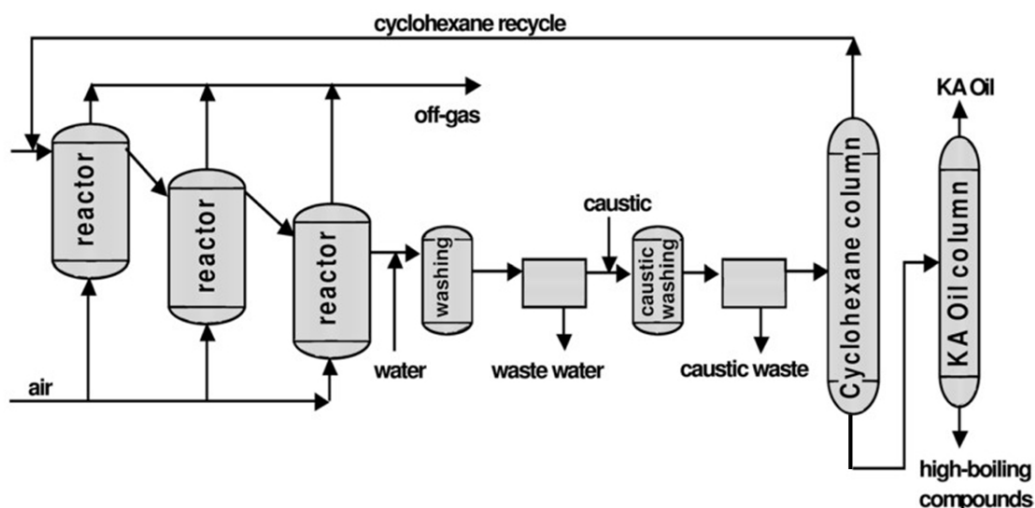 cyclohexane recycle
KA Oil
off-gas
reactor
reactor
reactor
caustic
washing
caustic
washing
Cyclohexane column
KA Oil column
water
waste water
caustic waste
air
high-boiling
compounds